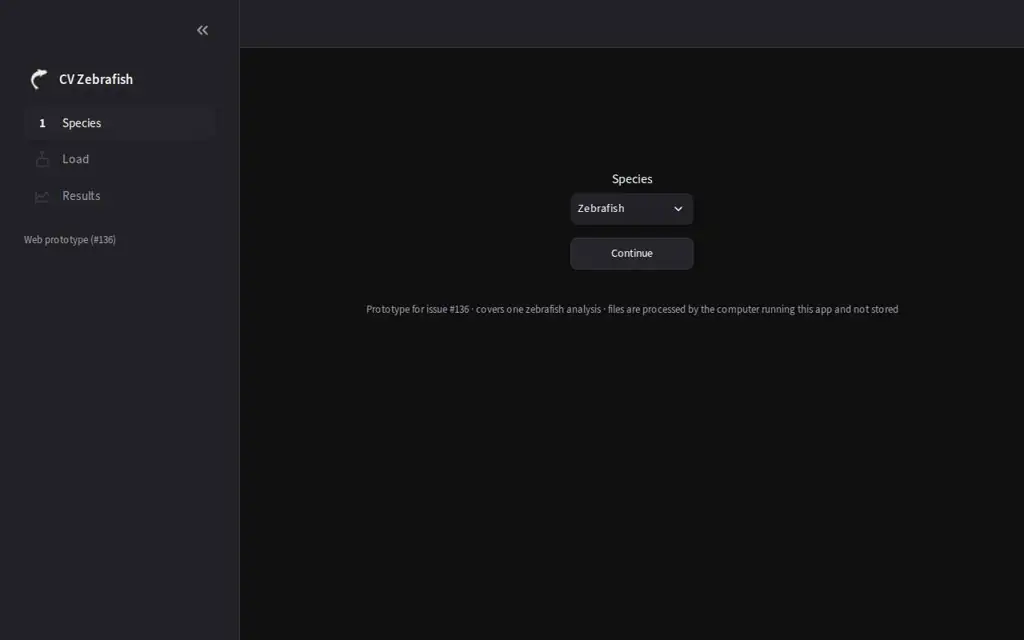 CV Zebrafish
1 Species
Load
Results
Web prototype (#136)
Species
Zebrafish
Continue
Prototype for issue #136 · covers one zebrafish analysis · files are processed by the computer running this app and not stored